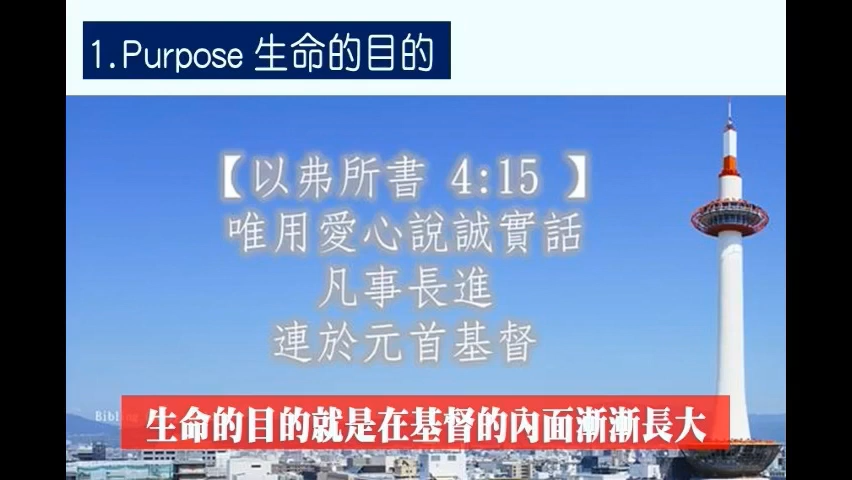 1.Purpose 生命的目的
【以弗所書 4:15 】
唯用愛心說誠實話
凡事長進
連於元首基督
生命的目的就是在基督的內面漸漸長大